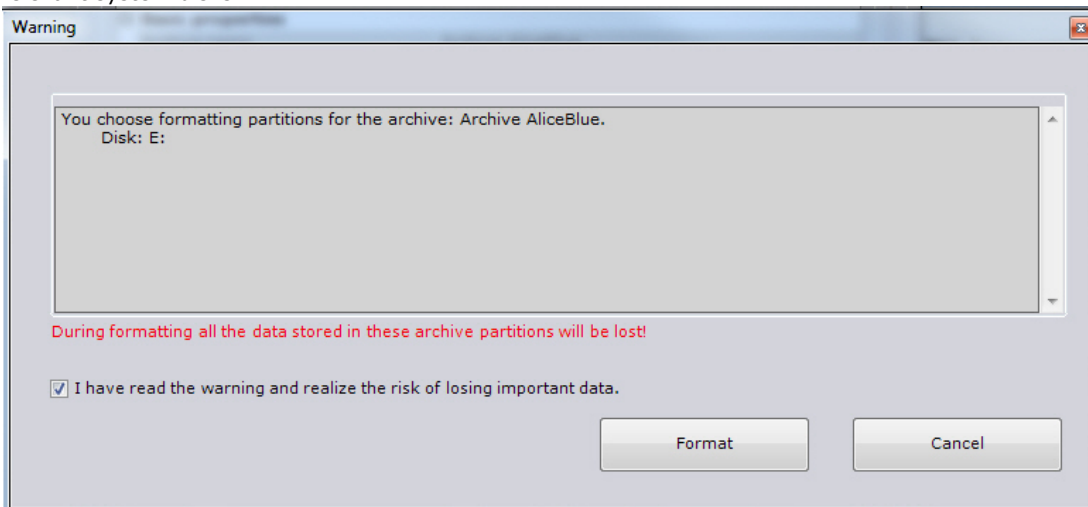 Warning
You choose formatting partitions for the archive: Archive AliceBlue.
Disk: E:
During formatting all the data stored in these archive partitions will be lost!
I have read the warning and realize the risk of losing important data.
Format
Cancel